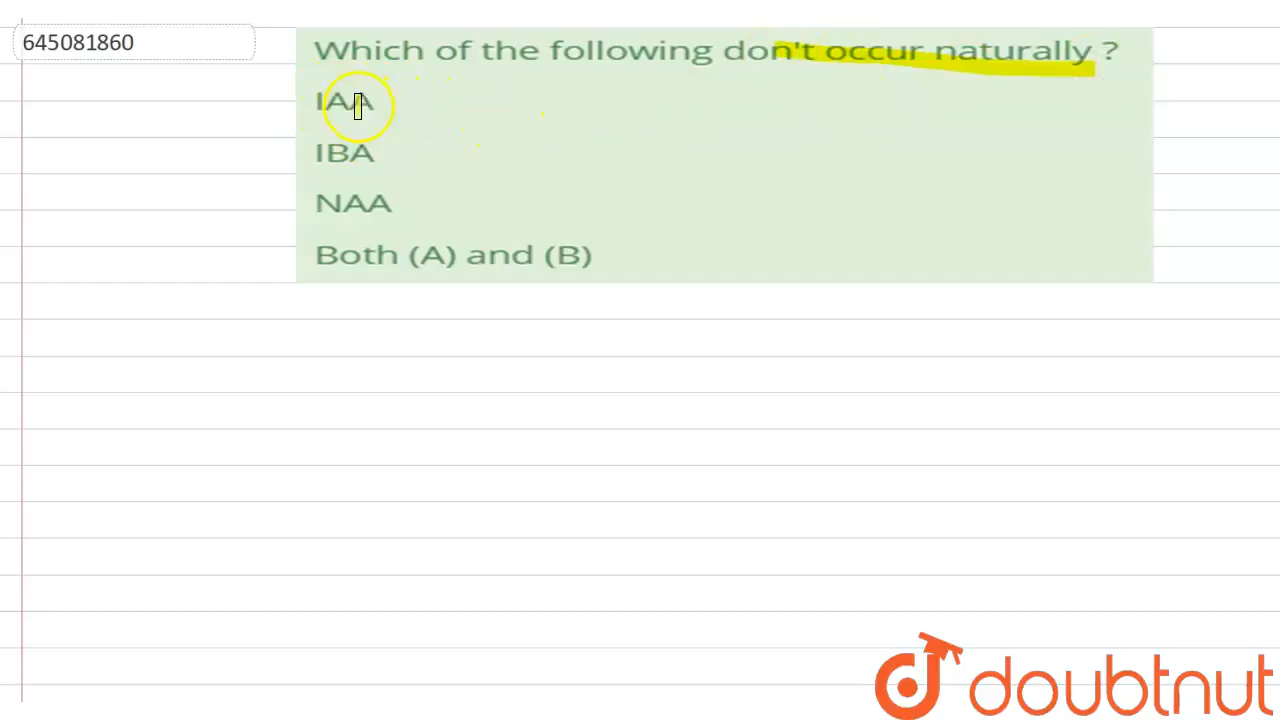 645081860
Which of the following don't occur naturally ?
IAA
IBA
NAA
Both (A) and (B)
doubtnut